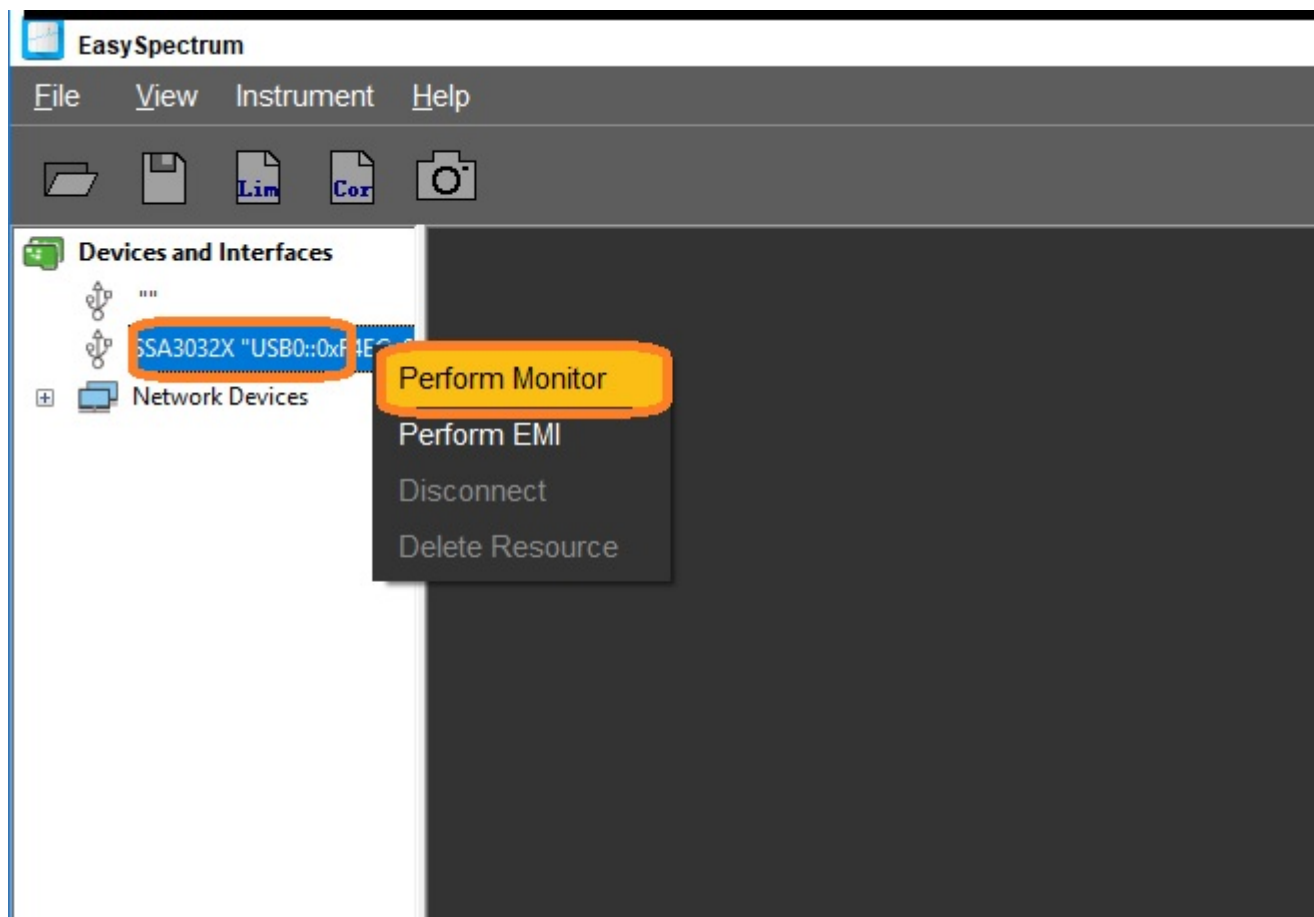 EasySpectrum
File View Instrument Help
Lim Cor
Devices and Interfaces
""
SSA3032X "USB0::0xF4EC
Perform Monitor
Network Devices
Perform EMI
Disconnect
Delete Resource